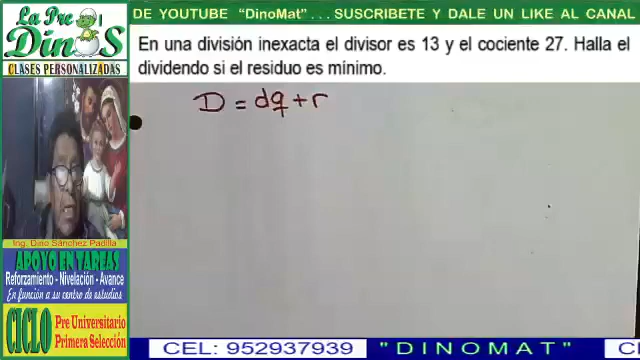 La Pre
DinoS
CLASES PERSONALIZADAS
DE YOUTUBE "DinoMat" . . . SUSCRIBETE Y DALE UN LIKE AL CANAL
En una división inexacta el divisor es 13 y el cociente 27. Halla el
dividendo si el residuo es mínimo.
D = dq + r
Ing. Dino Sánchez Padilla
APOYO EN TAREAS
Reforzamiento - Nivelación - Avance
En función a su centro de estudios
CICLO
Pre Universitario
Primera Selección
CEL: 952937939 "DINOMAT" C